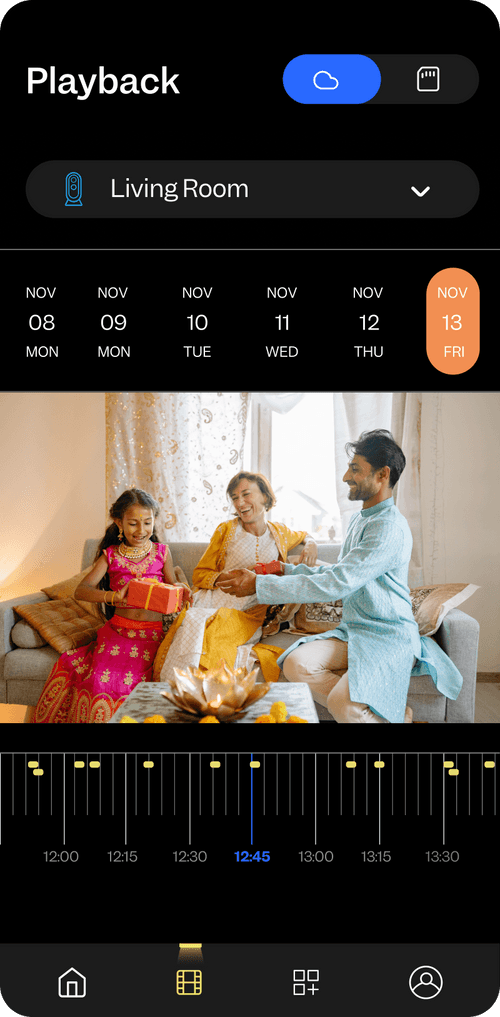 Playback
Living Room
NOV NOV NOV NOV NOV NOV
08 09 10 11 12 13
MON MON TUE WED THU FRI
12:00 12:15 12:30 12:45 13:00 13:15 13:30